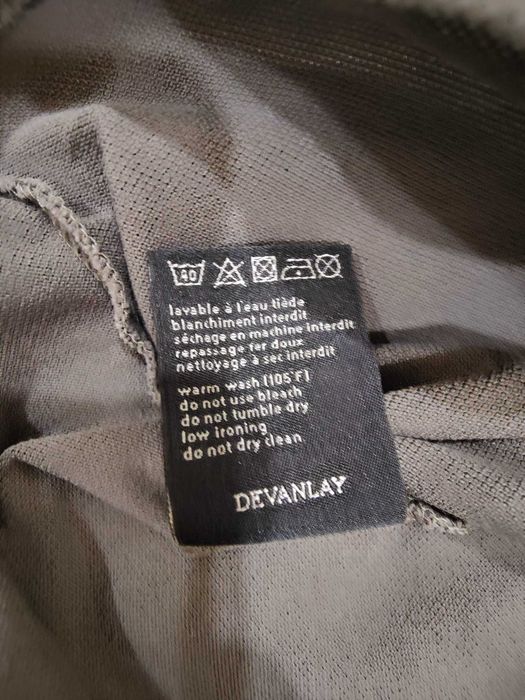 40
lavable à l'eau tiède
blanchiment interdit
séchage en machine interdit
repassage fer doux
nettoyage à sec interdit
warm wash (105°F)
do not use bleach
do not tumble dry
low ironing
do not dry clean
DEVANLAY